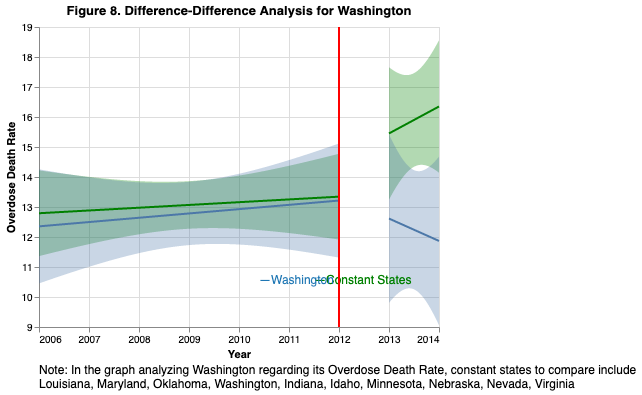 Figure 8. Difference-Difference Analysis for Washington
19
18
17
16
15
14
13
12
11
10
9
Overdose Death Rate
Washington Constant States
2006 2007 2008 2009 2010 2011 2012 2013 2014
Year
Note: In the graph analyzing Washington regarding its Overdose Death Rate, constant states to compare include
Louisiana, Maryland, Oklahoma, Washington, Indiana, Idaho, Minnesota, Nebraska, Nevada, Virginia